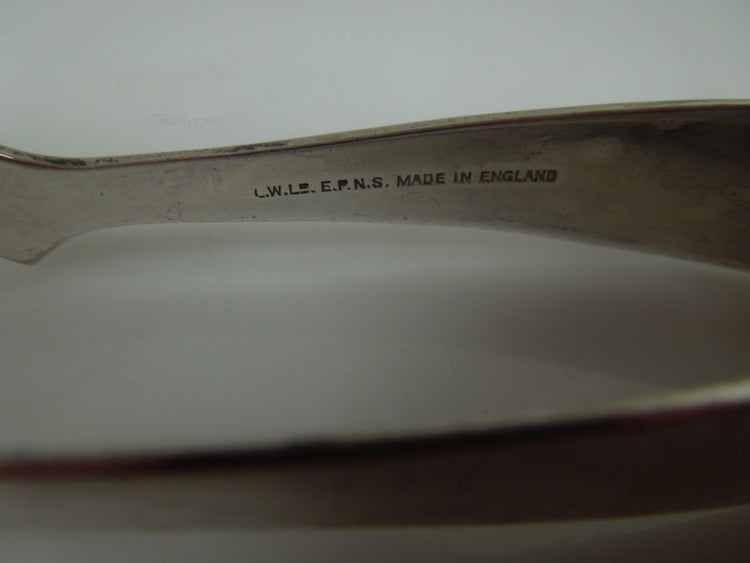 Timekeepers
L.W.LD. E.P.N.S. MADE IN ENGLAND